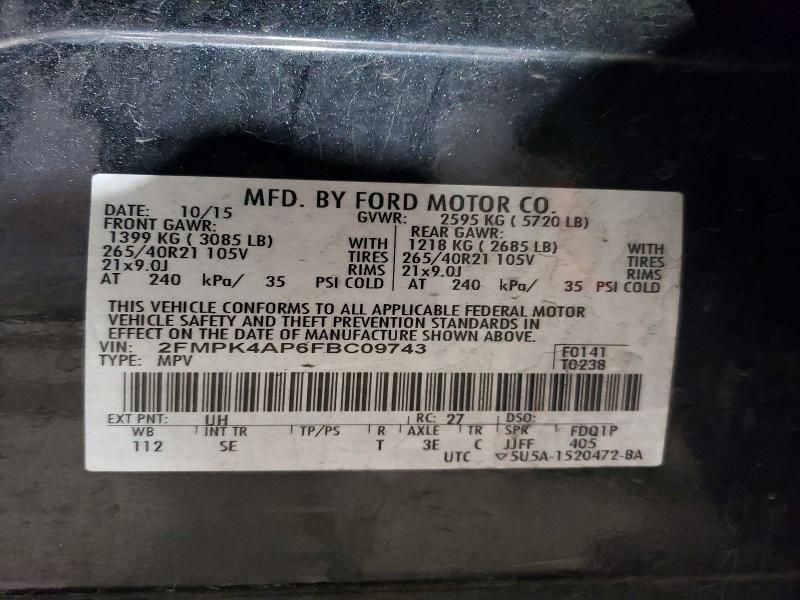 MFD. BY FORD MOTOR CO.
DATE: 10/15 GVWR: 2595 KG ( 5720 LB)
FRONT GAWR: REAR GAWR:
1399 KG ( 3085 LB) WITH 1218 KG ( 2685 LB) WITH
265/40R21 105V TIRES 265/40R21 105V TIRES
21x9.0J RIMS 21x9.0J RIMS
AT 240 kPa/ 35 PSI COLD AT 240 kPa/ 35 PSI COLD
THIS VEHICLE CONFORMS TO ALL APPLICABLE FEDERAL MOTOR
VEHICLE SAFETY AND THEFT PREVENTION STANDARDS IN
EFFECT ON THE DATE OF MANUFACTURE SHOWN ABOVE.
VIN: 2FMPK4AP6FBC09743 F0141
TYPE: MPV T0238
EXT PNT: UH RC: 27 DSO:
WB INT TR TP/PS R AXLE TR SPR FDQ1P
112 SE T 3E C JJFF 405
UTC ▽5U5A-1520472-BA